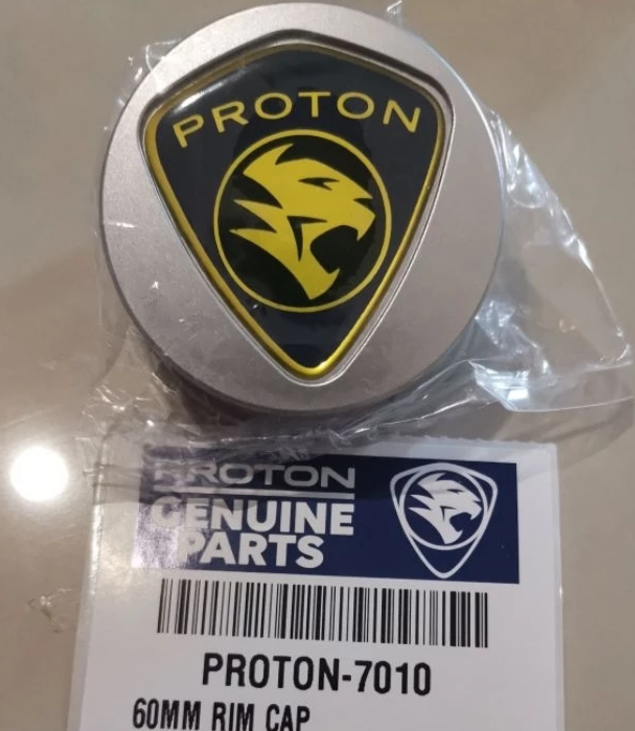 PROTON
PROTON
GENUINE
PARTS
PROTON-7010
60MM RIM CAP